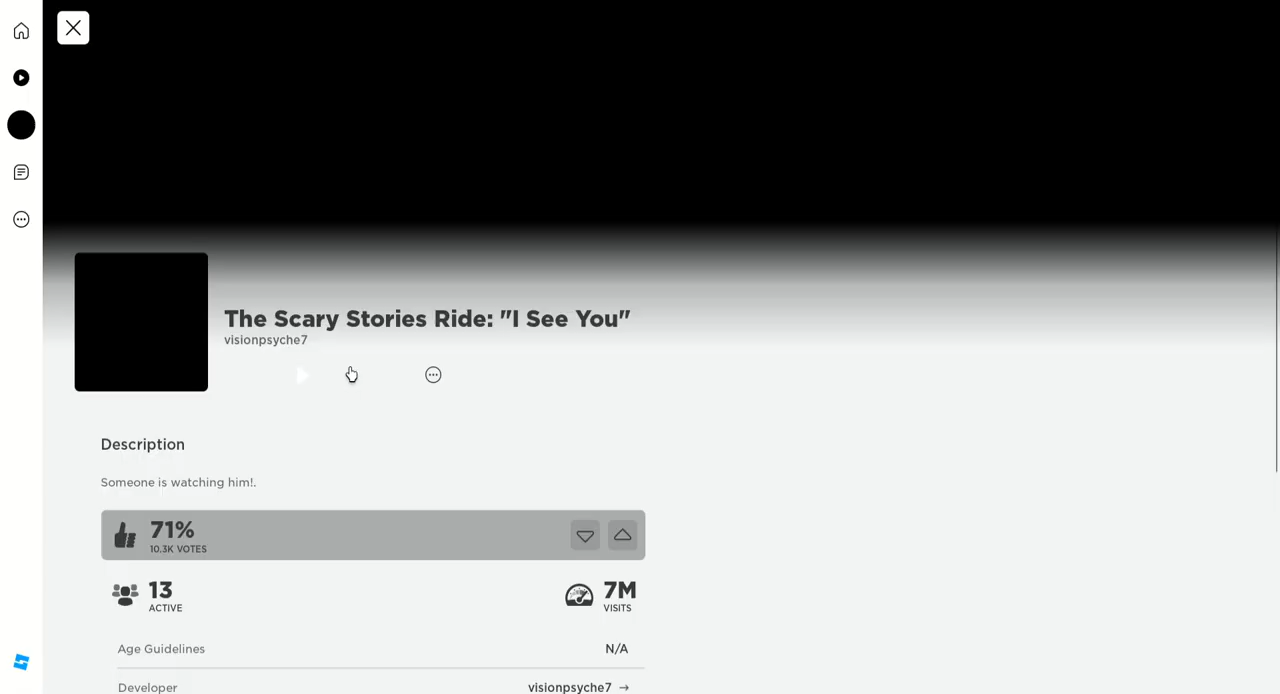 The Scary Stories Ride: "I See You"
visionpsyche7
Description
Someone is watching him!.
71%
10.3K VOTES
13
ACTIVE
7M
VISITS
Age Guidelines
N/A
Developer
visionpsyche7 →